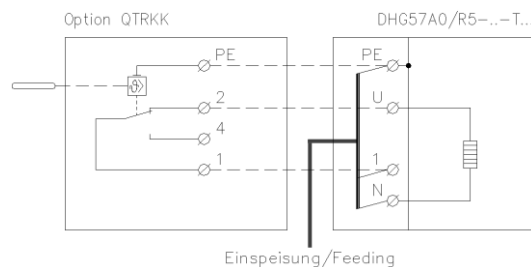 Option QTRKK
DHG57A0/R5-..-T..
PE
PE
2
U
4
1
1
N
Einspeisung/Feeding